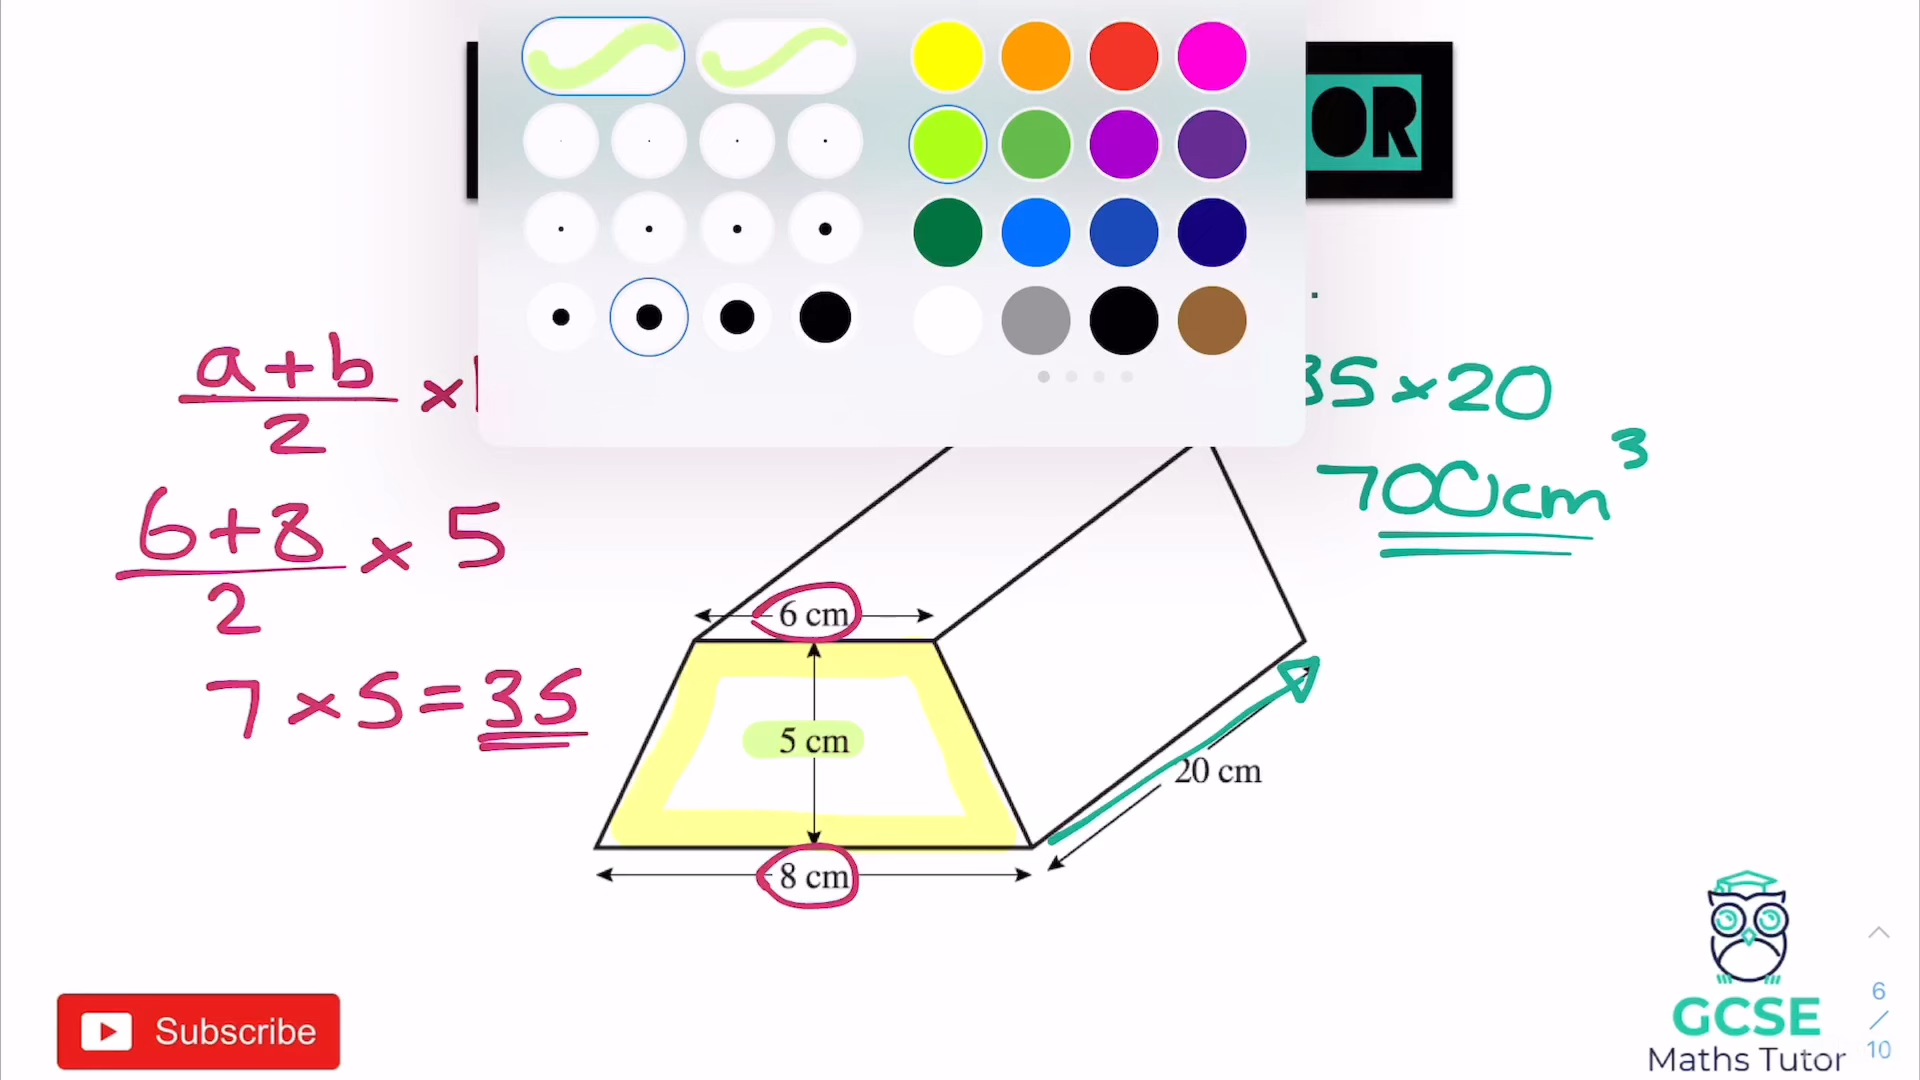 OR
a+b
2
×
6+8
2
× 5
7 × 5 = 35
35 × 20
700cm³
6 cm
5 cm
8 cm
20 cm
Subscribe
GCSE
Maths Tutor
6
/
10